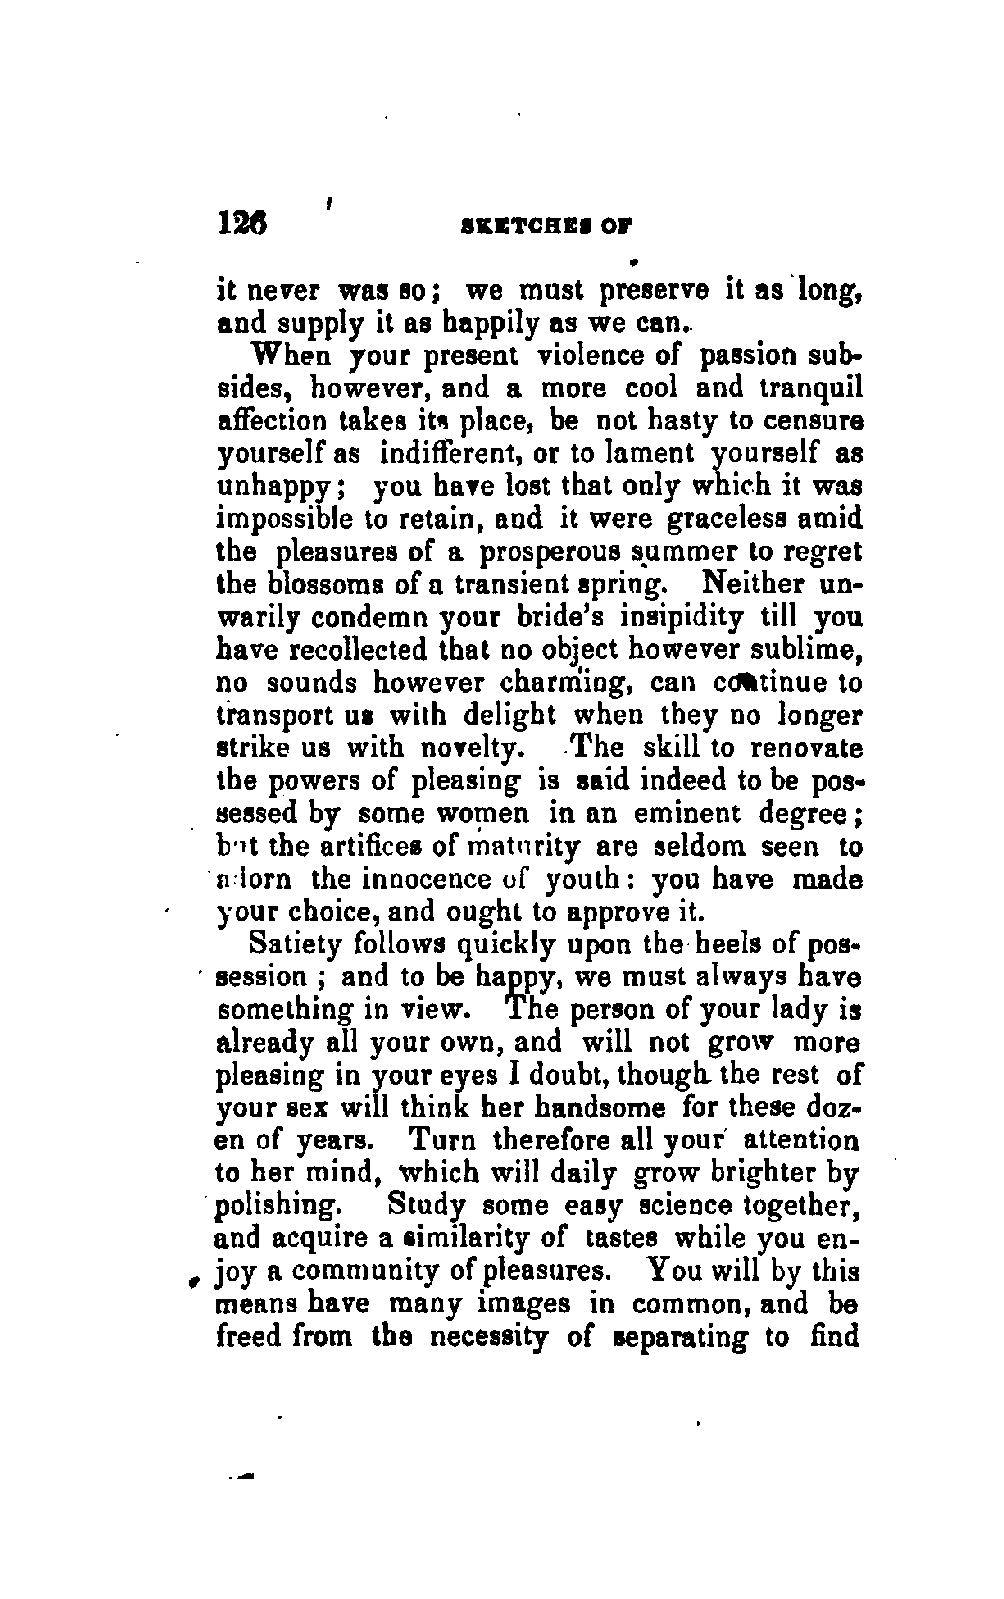 126 SKETCHES OF
it never was so; we must preserve it as long,
and supply it as happily as we can.
When your present violence of passion sub-
sides, however, and a more cool and tranquil
affection takes its place, be not hasty to censure
yourself as indifferent, or to lament yourself as
unhappy; you have lost that only which it was
impossible to retain, and it were graceless amid
the pleasures of a prosperous summer to regret
the blossoms of a transient spring. Neither un-
warily condemn your bride's insipidity till you
have recollected that no object however sublime,
no sounds however charming, can continue to
transport us with delight when they no longer
strike us with novelty. The skill to renovate
the powers of pleasing is said indeed to be pos-
sessed by some women in an eminent degree;
but the artifices of maturity are seldom seen to
adorn the innocence of youth: you have made
your choice, and ought to approve it.
Satiety follows quickly upon the heels of pos-
session ; and to be happy, we must always have
something in view. The person of your lady is
already all your own, and will not grow more
pleasing in your eyes I doubt, though the rest of
your sex will think her handsome for these doz-
en of years. Turn therefore all your attention
to her mind, which will daily grow brighter by
polishing. Study some easy science together,
and acquire a similarity of tastes while you en-
joy a community of pleasures. You will by this
means have many images in common, and be
freed from the necessity of separating to find